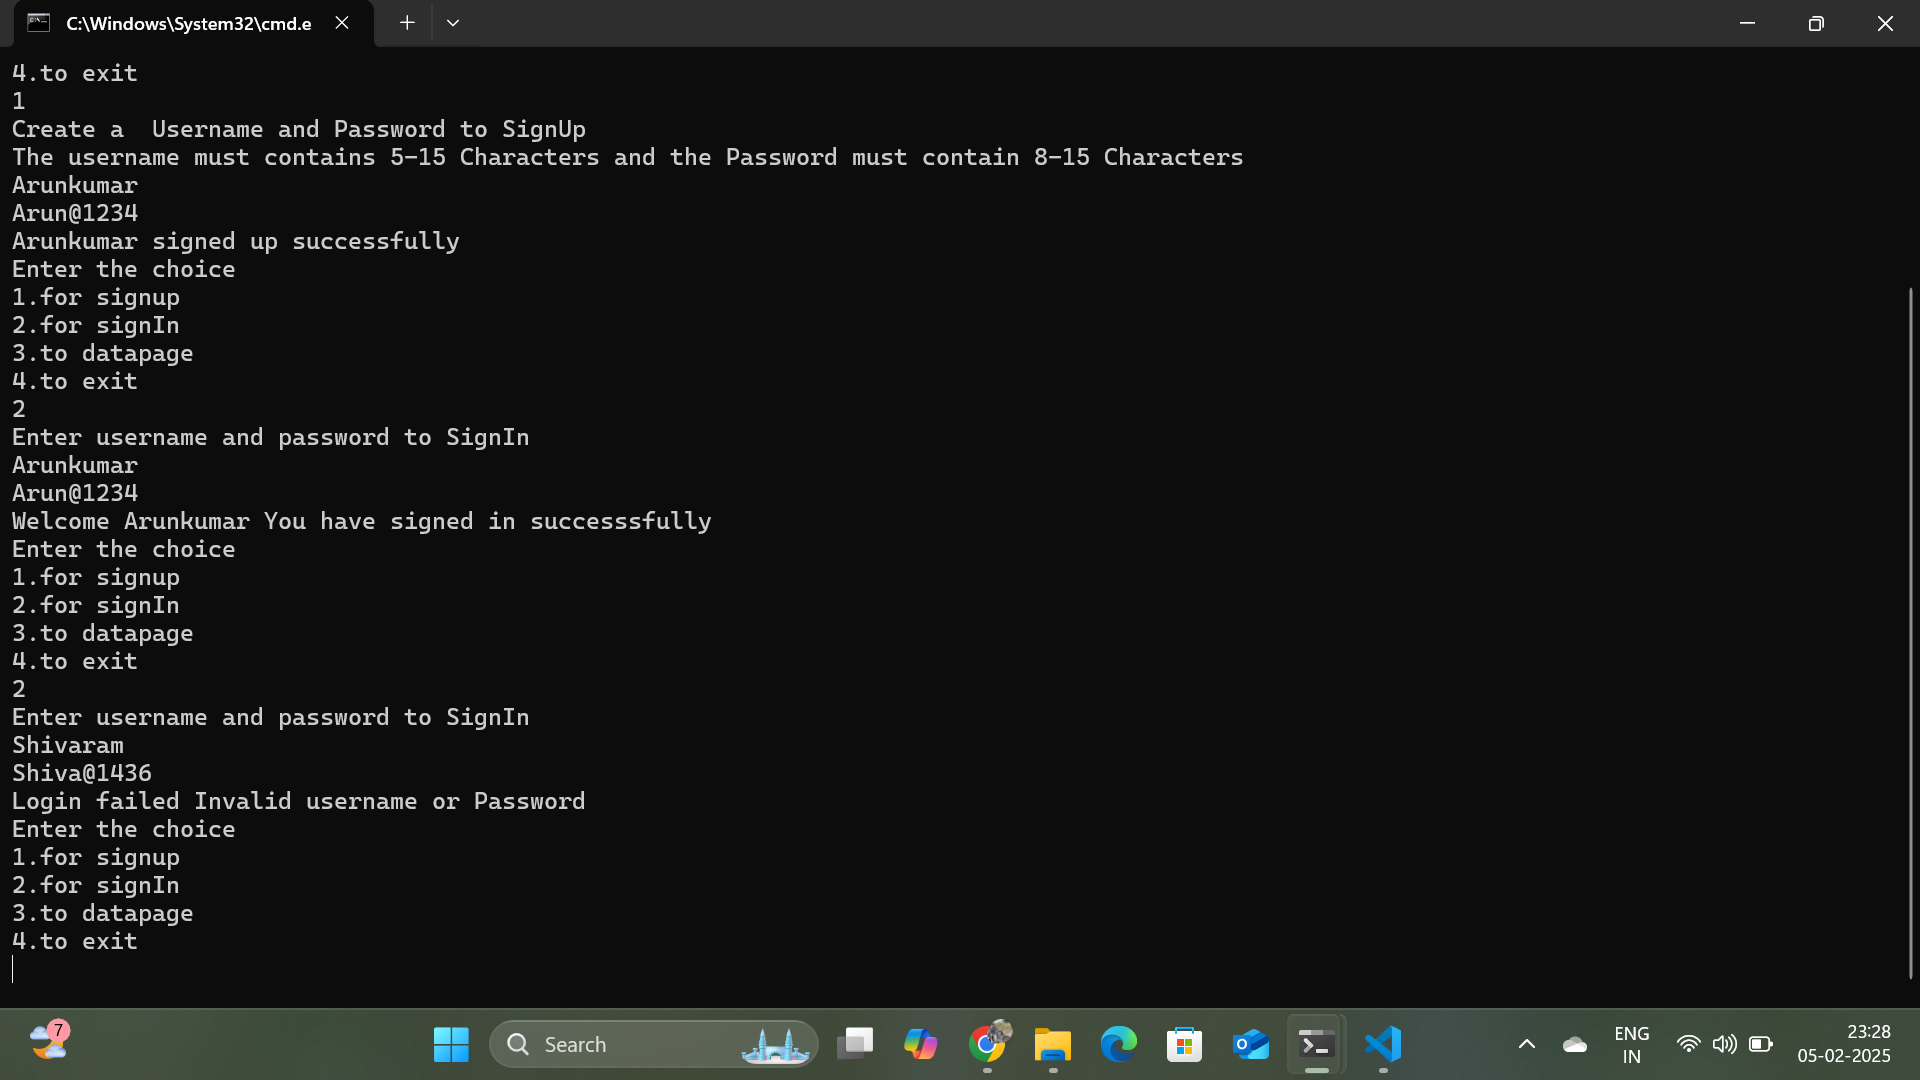 C:\Windows\System32\cmd.e
4.to exit
1
Create a  Username and Password to SignUp
The username must contains 5-15 Characters and the Password must contain 8-15 Characters
Arunkumar
Arun@1234
Arunkumar signed up successfully
Enter the choice
1.for signup
2.for signIn
3.to datapage
4.to exit
2
Enter username and password to SignIn
Arunkumar
Arun@1234
Welcome Arunkumar You have signed in successsfully
Enter the choice
1.for signup
2.for signIn
3.to datapage
4.to exit
2
Enter username and password to SignIn
Shivaram
Shiva@1436
Login failed Invalid username or Password
Enter the choice
1.for signup
2.for signIn
3.to datapage
4.to exit
7
Search
ENG
IN
23:28
05-02-2025